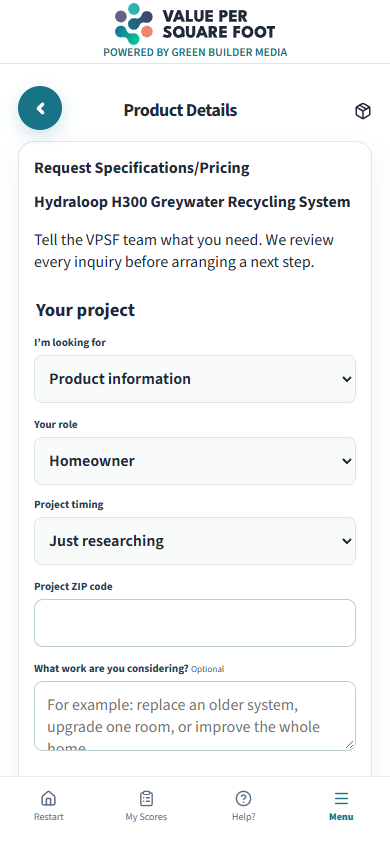 VALUE PER
SQUARE FOOT
POWERED BY GREEN BUILDER MEDIA
Product Details
Request Specifications/Pricing
Hydraloop H300 Greywater Recycling System
Tell the VPSF team what you need. We review
every inquiry before arranging a next step.
Your project
I'm looking for
Product information
Your role
Homeowner
Project timing
Just researching
Project ZIP code
What work are you considering? Optional
For example: replace an older system,
upgrade one room, or improve the whole
home.
Restart
My Scores
Help?
Menu